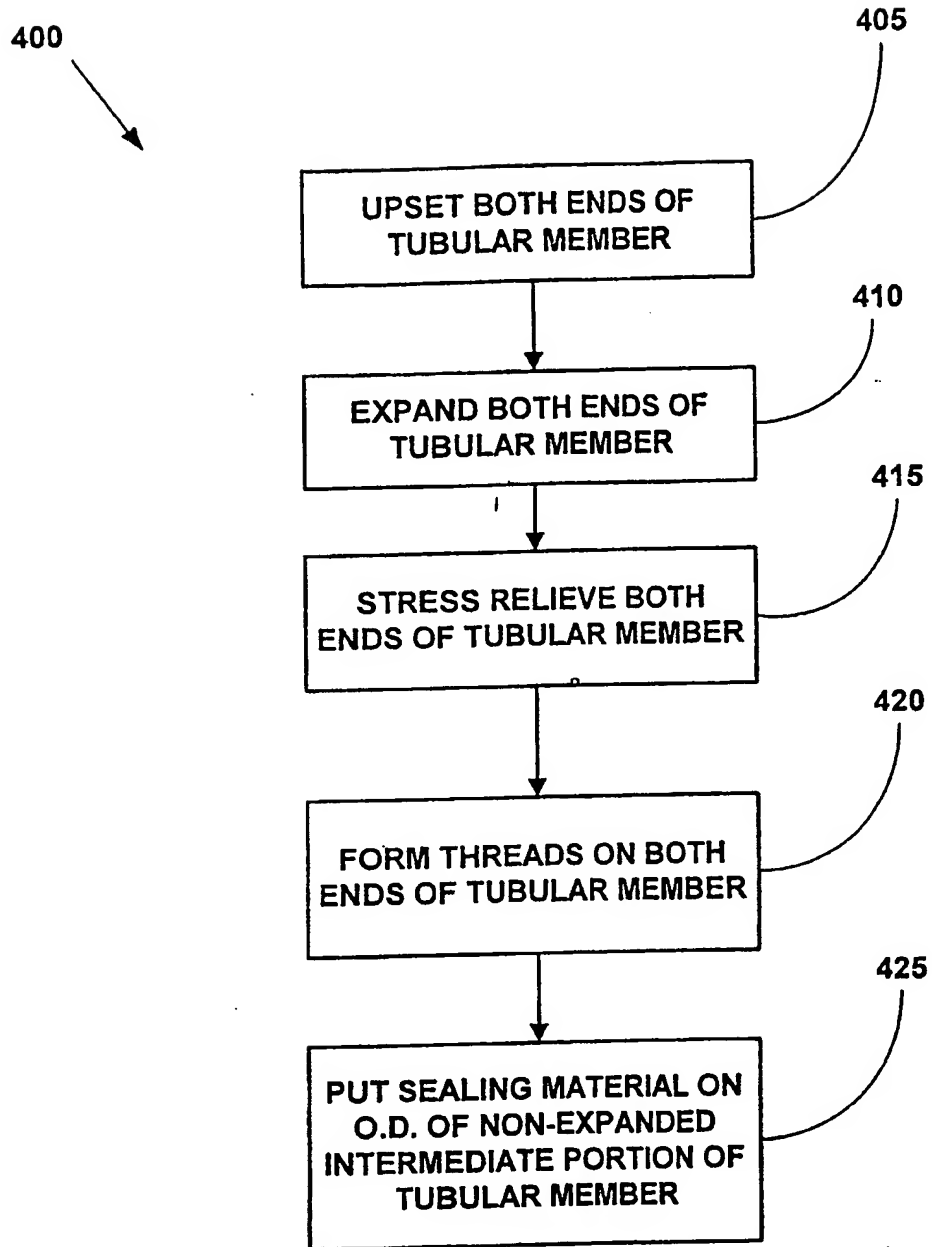 400
405
UPSET BOTH ENDS OF
TUBULAR MEMBER
410
EXPAND BOTH ENDS OF
TUBULAR MEMBER
415
STRESS RELIEVE BOTH
ENDS OF TUBULAR MEMBER
420
FORM THREADS ON BOTH
ENDS OF TUBULAR MEMBER
425
PUT SEALING MATERIAL ON
O.D. OF NON-EXPANDED
INTERMEDIATE PORTION OF
TUBULAR MEMBER